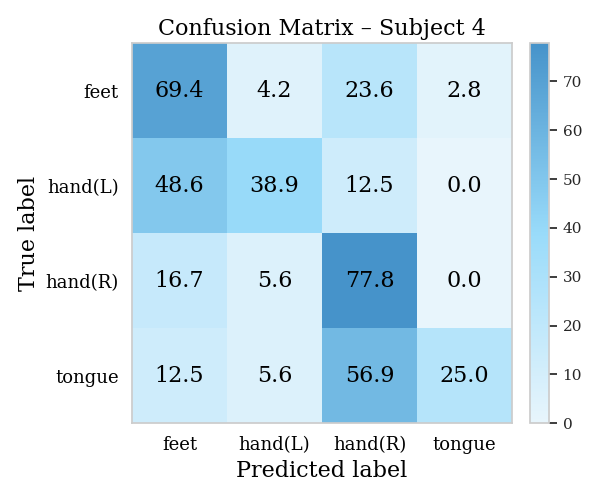 Confusion Matrix – Subject 4
True label
feet 69.4 4.2 23.6 2.8
hand(L) 48.6 38.9 12.5 0.0
hand(R) 16.7 5.6 77.8 0.0
tongue 12.5 5.6 56.9 25.0
feet hand(L) hand(R) tongue
Predicted label
70
60
50
40
30
20
10
0